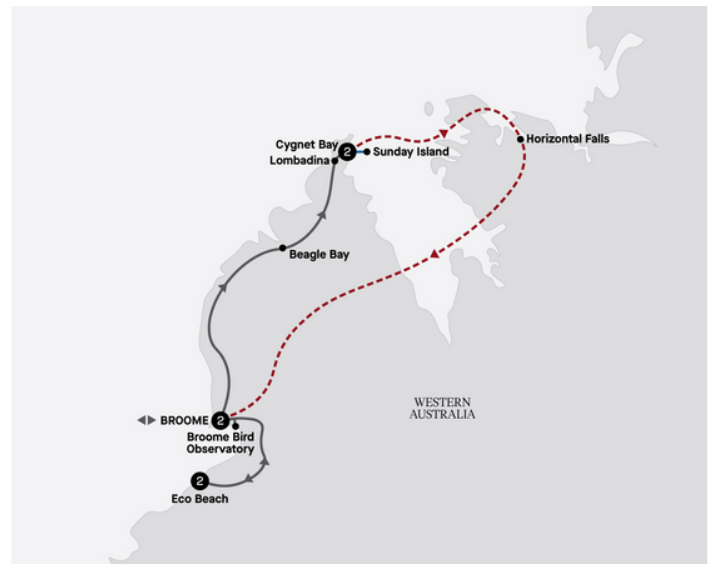 Cygnet Bay
2
Sunday Island
Lombadina
Horizontal Falls
Beagle Bay
WESTERN
AUSTRALIA
BROOME
2
Broome Bird
Observatory
2
Eco Beach